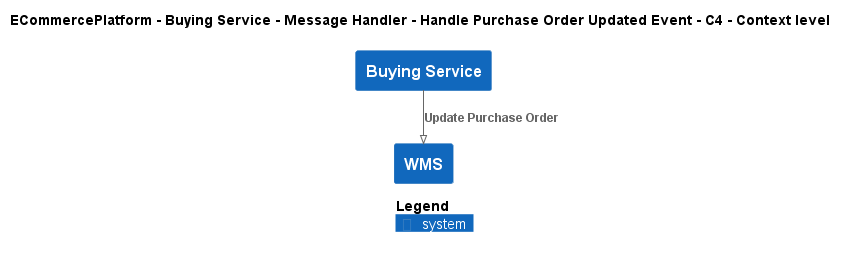 ECommercePlatform - Buying Service - Message Handler - Handle Purchase Order Updated Event - C4 - Context level
Buying Service
Update Purchase Order
WMS
Legend
system